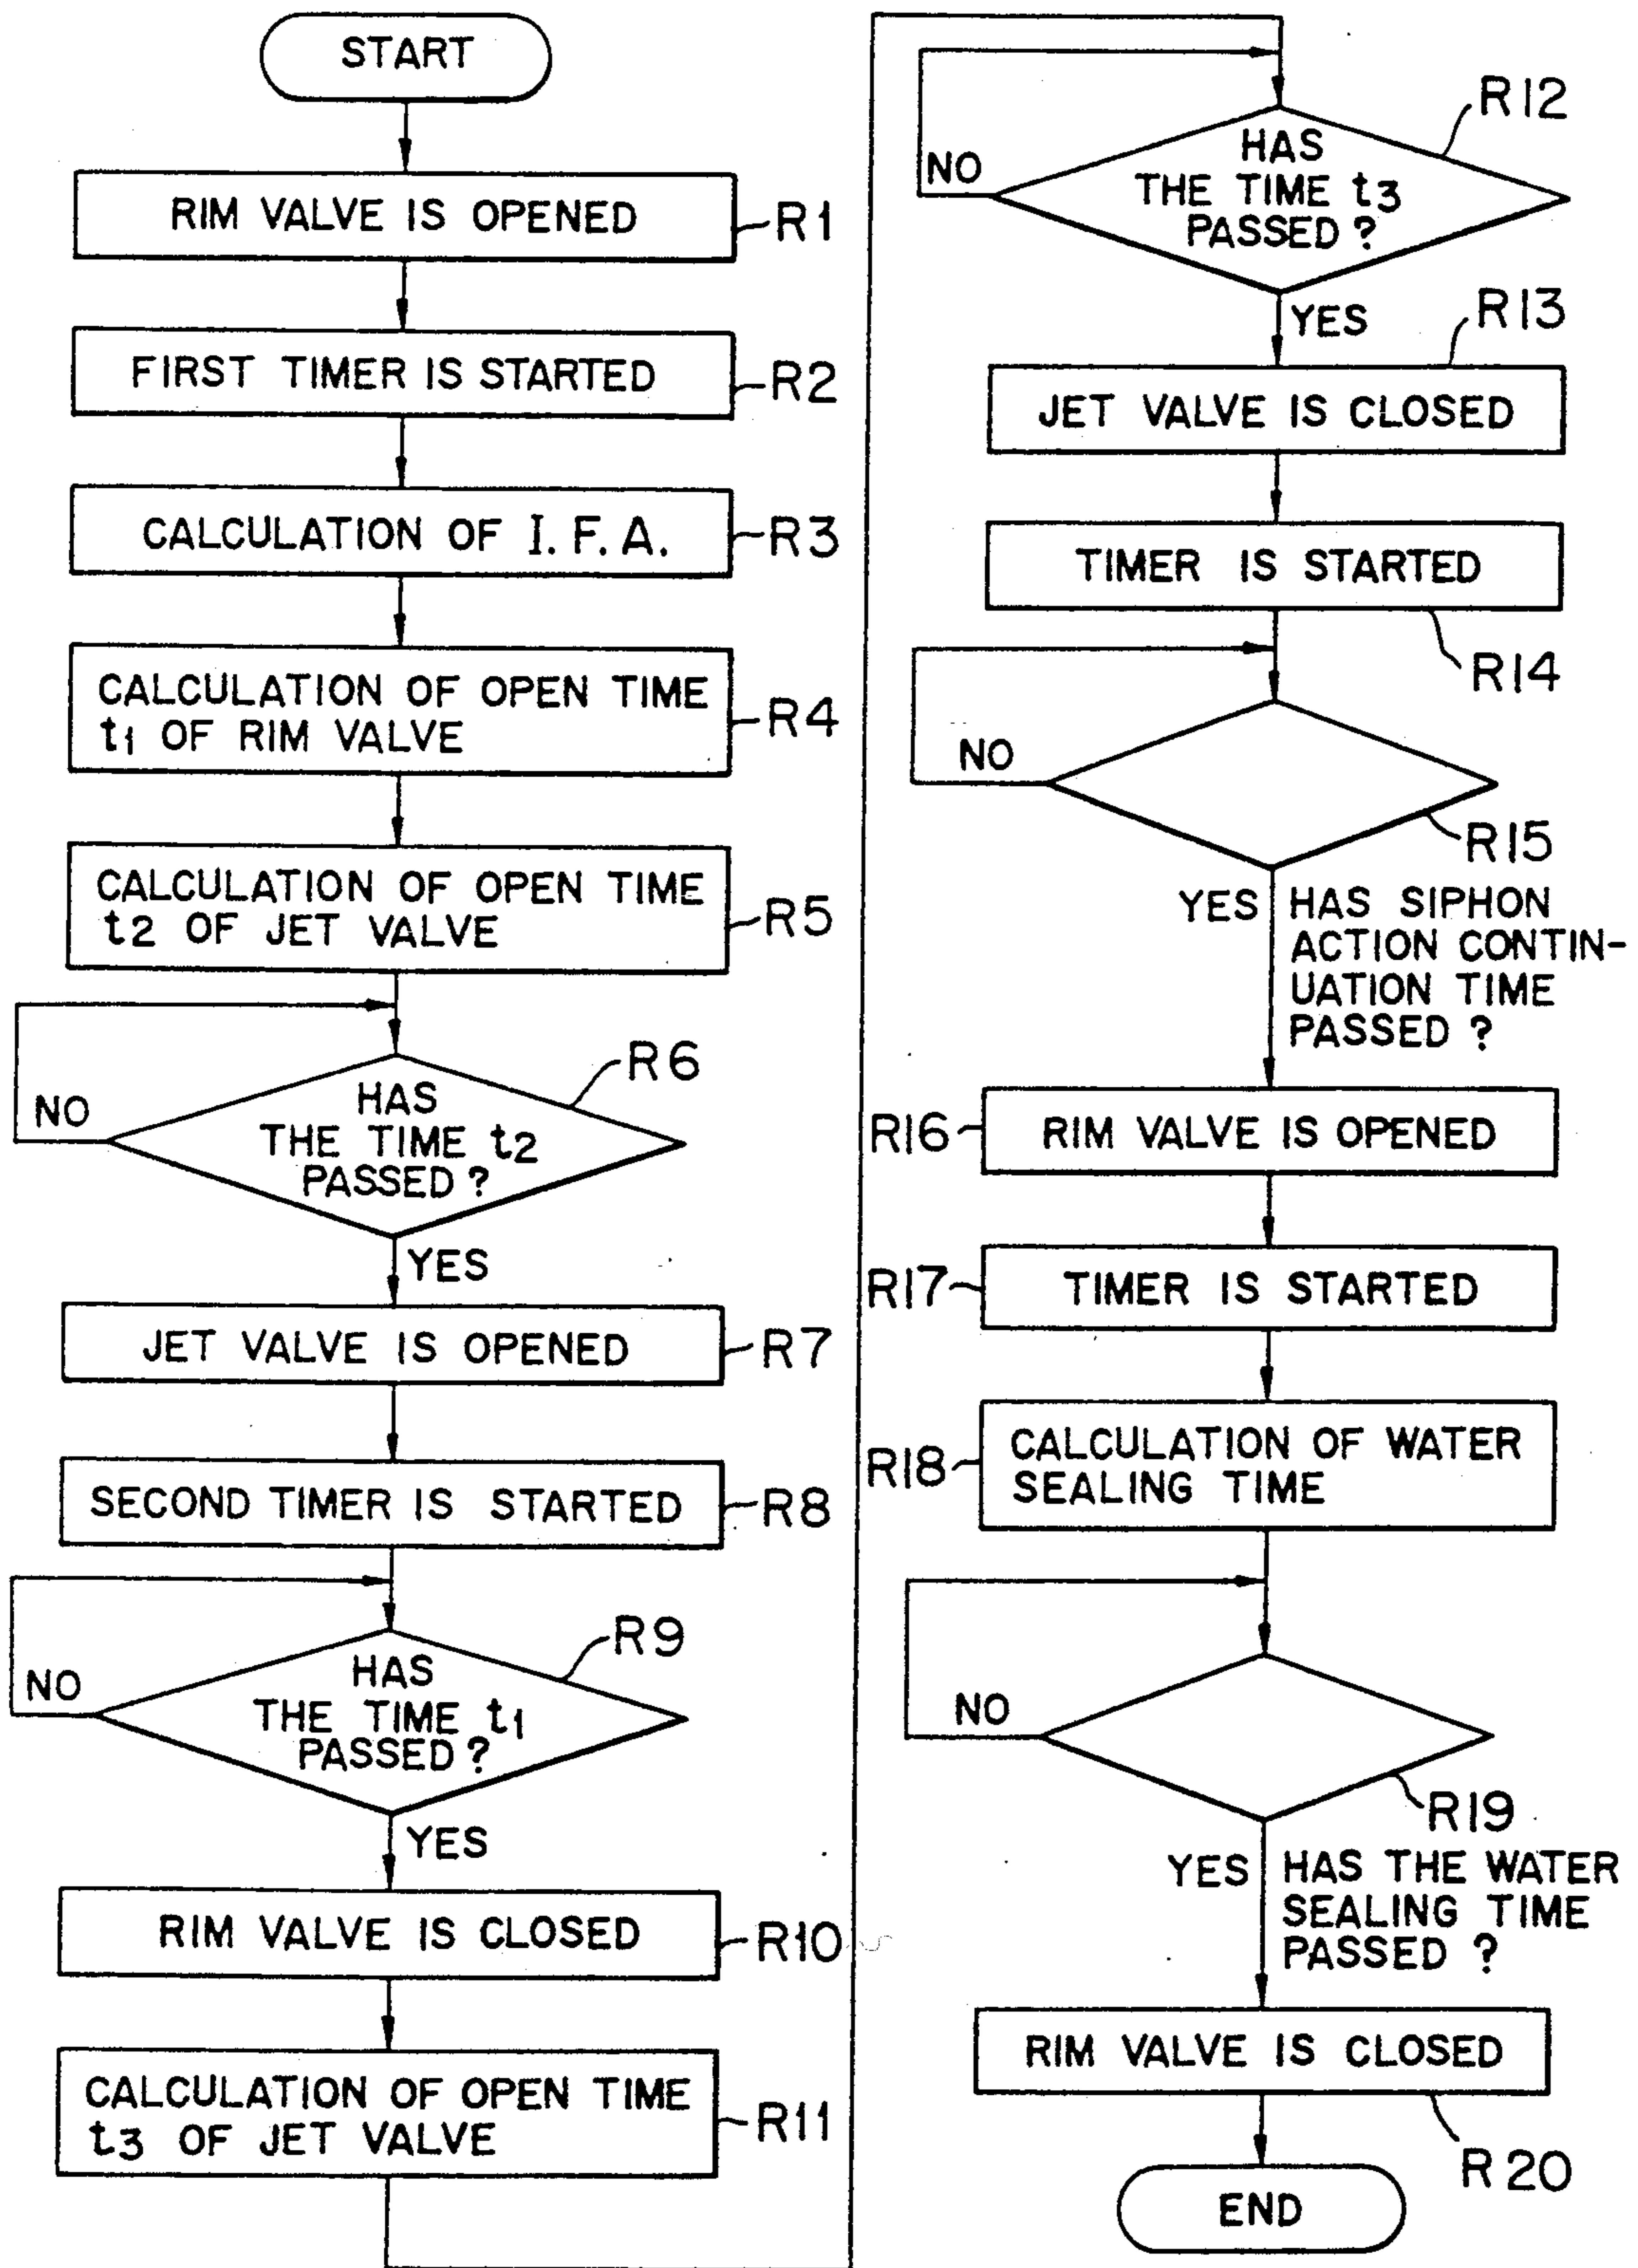 START
RIM VALVE IS OPENED
R1
FIRST TIMER IS STARTED
R2
CALCULATION OF I.F.A.
R3
CALCULATION OF OPEN TIME
t1 OF RIM VALVE
R4
CALCULATION OF OPEN TIME
t2 OF JET VALVE
R5
R6
NO
HAS
THE TIME t2
PASSED?
YES
JET VALVE IS OPENED
R7
SECOND TIMER IS STARTED
R8
R9
NO
HAS
THE TIME t1
PASSED?
YES
RIM VALVE IS CLOSED
R10
CALCULATION OF OPEN TIME
t3 OF JET VALVE
R11
R12
NO
HAS
THE TIME t3
PASSED?
YES
R13
JET VALVE IS CLOSED
TIMER IS STARTED
R14
NO
R15
YES
HAS SIPHON
ACTION CONTIN-
UATION TIME
PASSED?
R16
RIM VALVE IS OPENED
R17
TIMER IS STARTED
R18
CALCULATION OF WATER
SEALING TIME
NO
R19
YES
HAS THE WATER
SEALING TIME
PASSED?
RIM VALVE IS CLOSED
R20
END